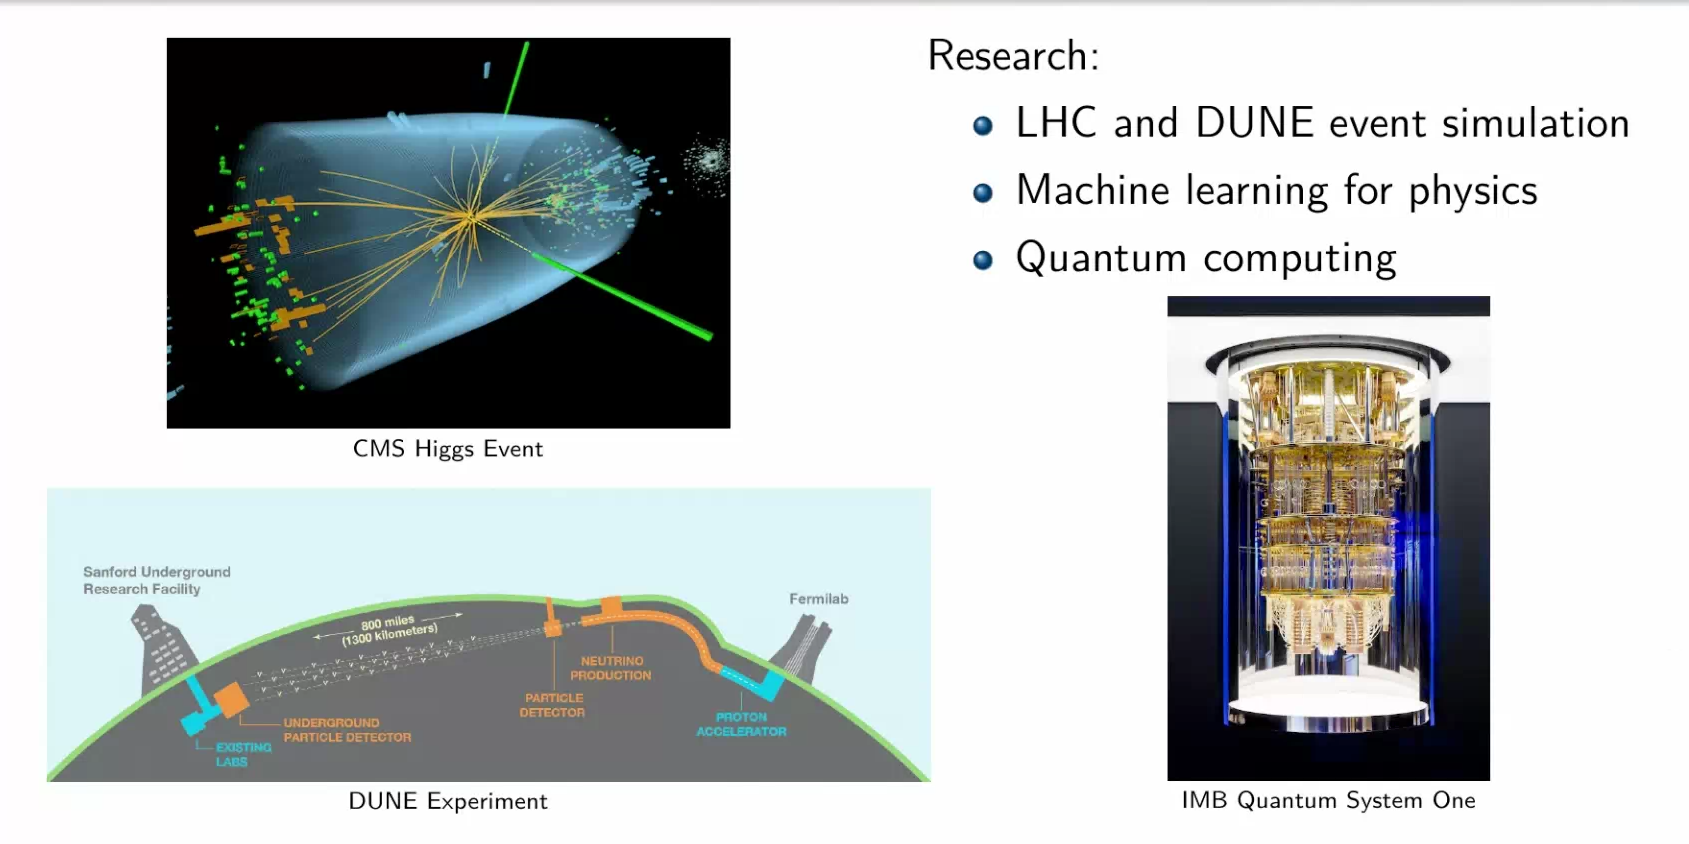 Research:
LHC and DUNE event simulation
Machine learning for physics
Quantum computing
CMS Higgs Event
Sanford Underground
Research Facility
800 miles
(1300 kilometers)
Fermilab
NEUTRINO
PRODUCTION
PARTICLE
DETECTOR
PROTON
ACCELERATOR
UNDERGROUND
PARTICLE DETECTOR
EXISTING
LABS
DUNE Experiment
IMB Quantum System One